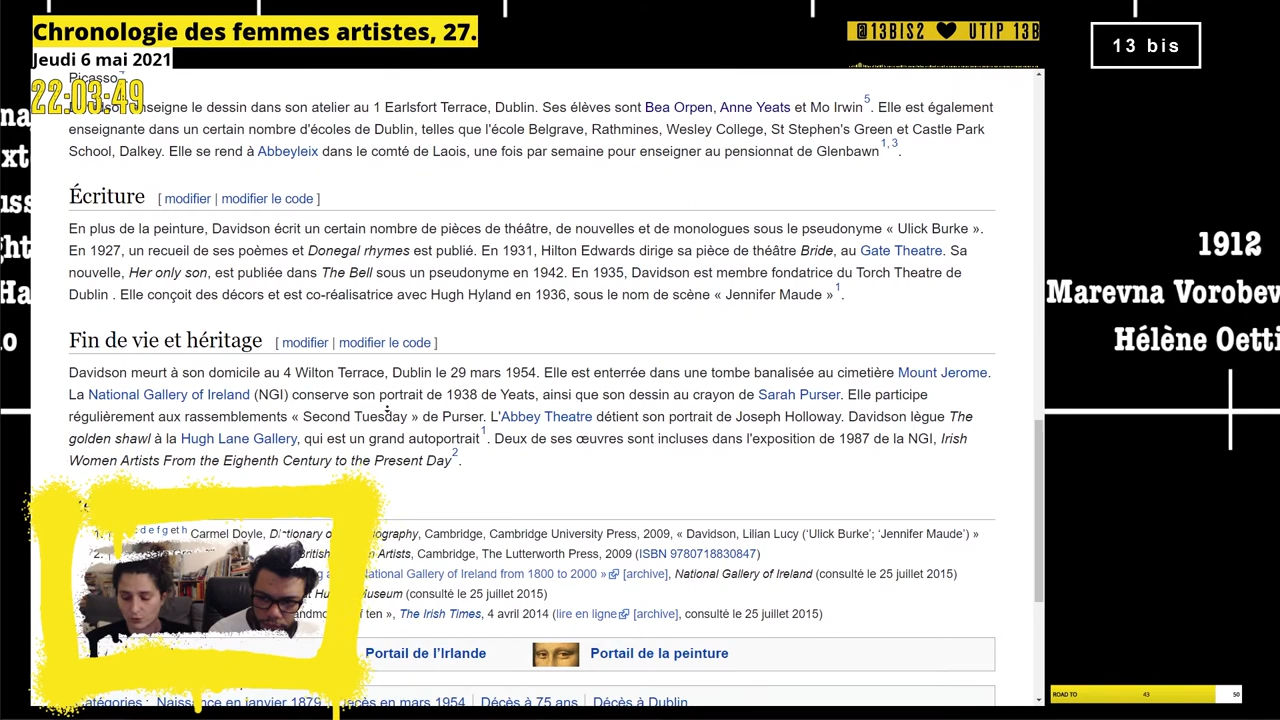 Chronologie des femmes artistes, 27.
Jeudi 6 mai 2021
22:03:49
@13BIS2 UTIP 13B
13 bis
Picasso
enseigne le dessin dans son atelier au 1 Earlsfort Terrace, Dublin. Ses élèves sont Bea Orpen, Anne Yeats et Mo Irwin5. Elle est également
enseignante dans un certain nombre d'écoles de Dublin, telles que l'école Belgrave, Rathmines, Wesley College, St Stephen's Green et Castle Park
School, Dalkey. Elle se rend à Abbeyleix dans le comté de Laois, une fois par semaine pour enseigner au pensionnat de Glenbawn1, 3.
Écriture [ modifier | modifier le code ]
En plus de la peinture, Davidson écrit un certain nombre de pièces de théâtre, de nouvelles et de monologues sous le pseudonyme « Ulick Burke ».
En 1927, un recueil de ses poèmes et Donegal rhymes est publié. En 1931, Hilton Edwards dirige sa pièce de théâtre Bride, au Gate Theatre. Sa
nouvelle, Her only son, est publiée dans The Bell sous un pseudonyme en 1942. En 1935, Davidson est membre fondatrice du Torch Theatre de
Dublin . Elle conçoit des décors et est co-réalisatrice avec Hugh Hyland en 1936, sous le nom de scène « Jennifer Maude »1.
Fin de vie et héritage [ modifier | modifier le code ]
Davidson meurt à son domicile au 4 Wilton Terrace, Dublin le 29 mars 1954. Elle est enterrée dans une tombe banalisée au cimetière Mount Jerome.
La National Gallery of Ireland (NGI) conserve son portrait de 1938 de Yeats, ainsi que son dessin au crayon de Sarah Purser. Elle participe
régulièrement aux rassemblements « Second Tuesday » de Purser. L'Abbey Theatre détient son portrait de Joseph Holloway. Davidson lègue The
golden shawl à la Hugh Lane Gallery, qui est un grand autoportrait1. Deux de ses œuvres sont incluses dans l'exposition de 1987 de la NGI, Irish
Women Artists From the Eighenth Century to the Present Day2.
d e f g et h Carmel Doyle, Dictionary of ography, Cambridge, Cambridge University Press, 2009, « Davidson, Lilian Lucy ('Ulick Burke'; 'Jennifer Maude') »
2. Artists, Cambridge, The Lutterworth Press, 2009 (ISBN 9780718830847)
National Gallery of Ireland from 1800 to 2000 » [archive], National Gallery of Ireland (consulté le 25 juillet 2015)
Museum (consulté le 25 juillet 2015)
of ten », The Irish Times, 4 avril 2014 (lire en ligne [archive], consulté le 25 juillet 2015)
Portail de l'Irlande Portail de la peinture
Catégories : Naissance en janvier 1879 | Décès en mars 1954 | Décès à 75 ans | Décès à Dublin
1912
Marevna Vorobev
Hélène Oetti
ROAD TO 43 50